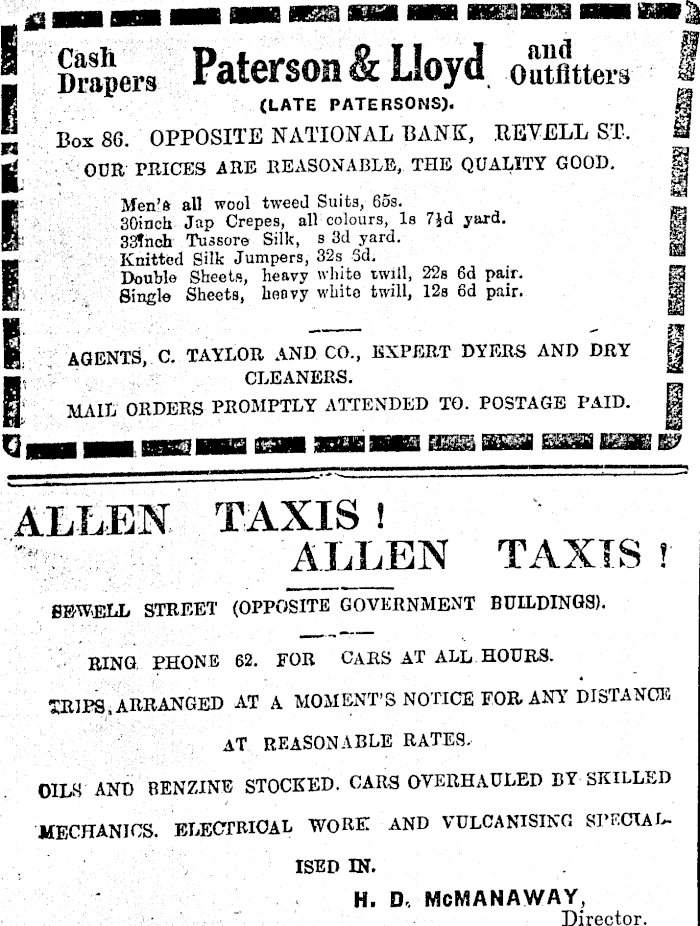 Cash Drapers Paterson & Lloyd and Outfitters
(LATE PATERSONS).
Box 86. OPPOSITE NATIONAL BANK, REVELL ST.
OUR PRICES ARE REASONABLE, THE QUALITY GOOD.
Men's all wool tweed Suits, 65s.
30inch Jap Crepes, all colours, 1s 7½d yard.
33inch Tussore Silk, s 3d yard.
Knitted Silk Jumpers, 32s 6d.
Double Sheets, heavy white twill, 22s 6d pair.
Single Sheets, heavy white twill, 12s 6d pair.
AGENTS, C. TAYLOR AND CO., EXPERT DYERS AND DRY
CLEANERS.
MAIL ORDERS PROMPTLY ATTENDED TO. POSTAGE PAID.
ALLEN TAXIS!
ALLEN TAXIS!
SEWELL STREET (OPPOSITE GOVERNMENT BUILDINGS).
RING PHONE 62. FOR CARS AT ALL HOURS.
TRIPS ARRANGED AT A MOMENT'S NOTICE FOR ANY DISTANCE
AT REASONABLE RATES.
OILS AND BENZINE STOCKED. CARS OVERHAULED BY SKILLED
MECHANICS. ELECTRICAL WORK AND VULCANISING SPECIAL-
ISED IN.
H. D. McMANAWAY,
Director.